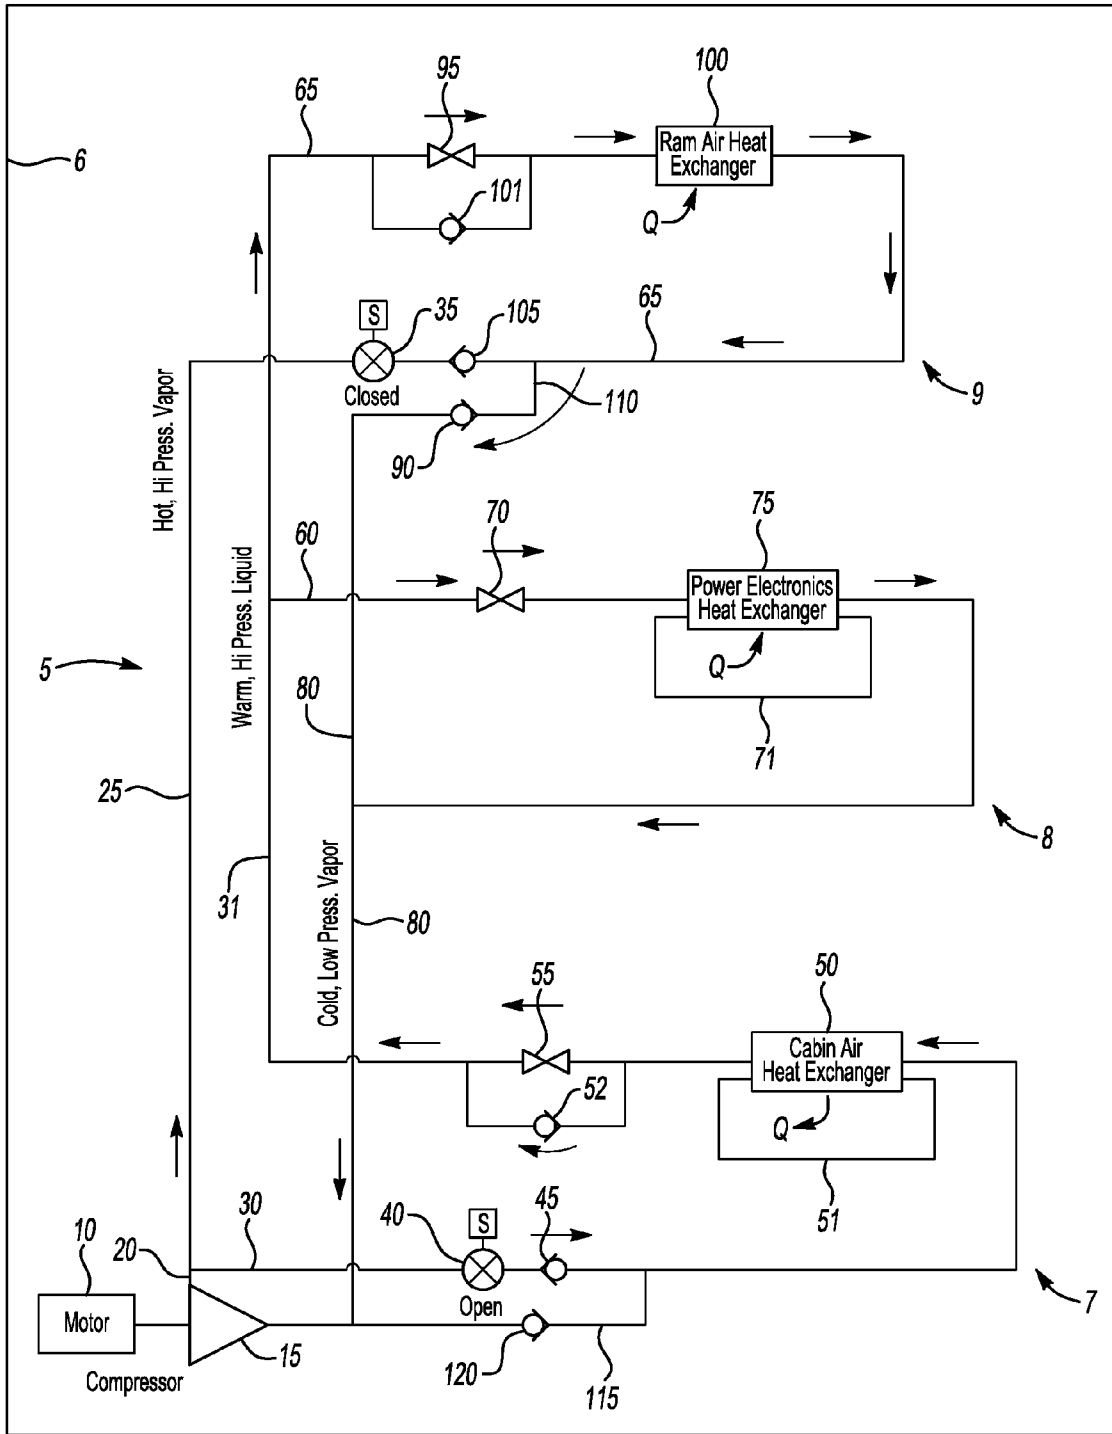 95
100
65
Ram Air Heat
Exchanger
6
101
Q
S
35
105
65
Closed
9
110
90
Hot, Hi Press. Vapor
70
75
60
Power Electronics
Heat Exchanger
Warm, Hi Press. Liquid
5
Q
80
71
25
8
31
80
Cold, Low Press. Vapor
55
50
Cabin Air
Heat Exchanger
52
Q
51
30
40
S
45
10
20
Open
7
Motor
15
120
115
Compressor